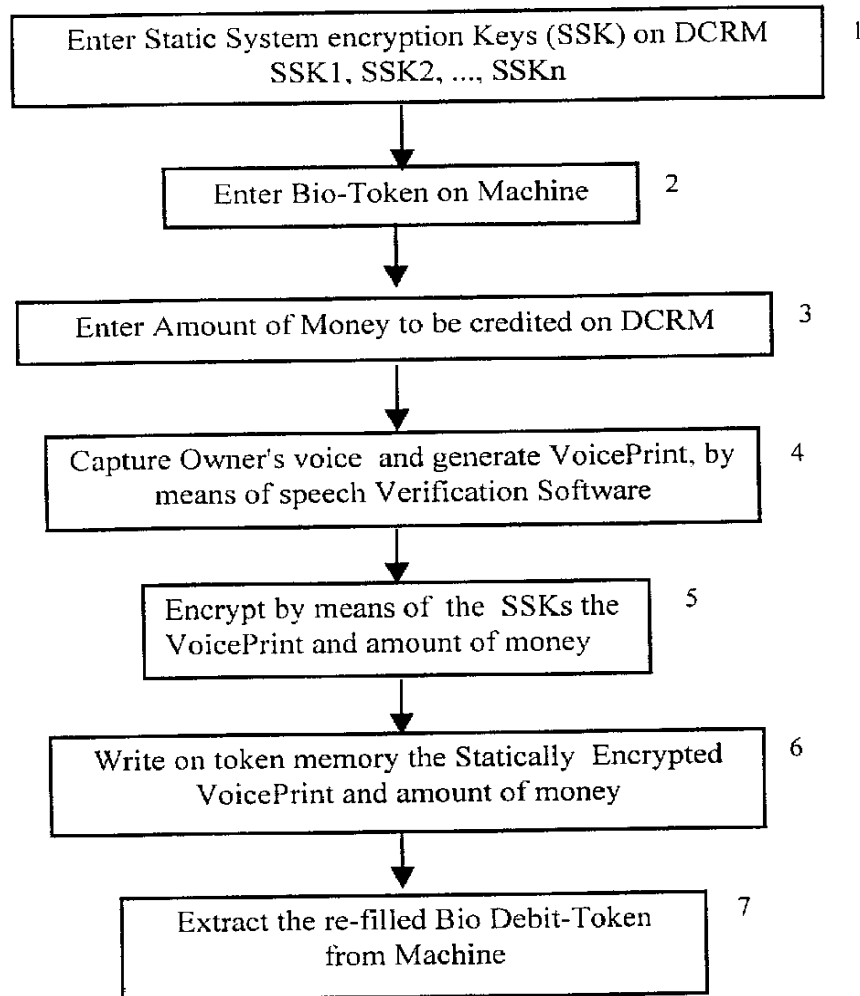 Enter Static System encryption Keys (SSK) on DCRM
SSK1, SSK2, ..., SSKn
1
Enter Bio-Token on Machine
2
Enter Amount of Money to be credited on DCRM
3
Capture Owner's voice and generate VoicePrint, by
means of speech Verification Software
4
Encrypt by means of the SSKs the
VoicePrint and amount of money
5
Write on token memory the Statically Encrypted
VoicePrint and amount of money
6
Extract the re-filled Bio Debit-Token
from Machine
7